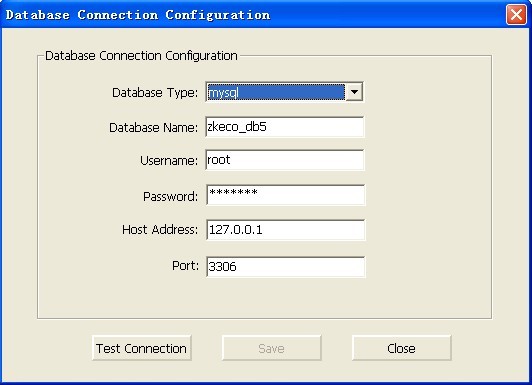 Database Connection Configuration
Database Connection Configuration
Database Type: mysql
Database Name: zkeco_db5
Username: root
Password: *******
Host Address: 127.0.0.1
Port: 3306
Test Connection Save Close